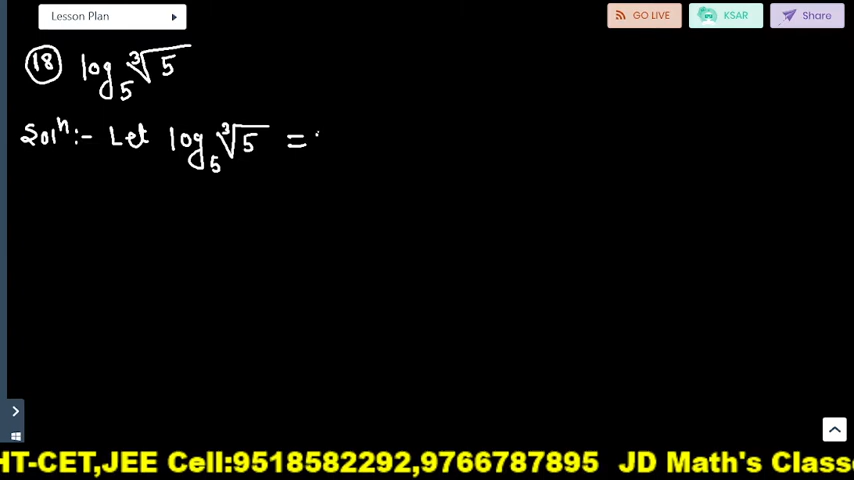 Lesson Plan
GO LIVE
KSAR
Share
(18) log₅ ∛5
Solⁿ:- Let log₅ ∛5 =
HT-CET,JEE Cell:9518582292,9766787895 JD Math's Classe